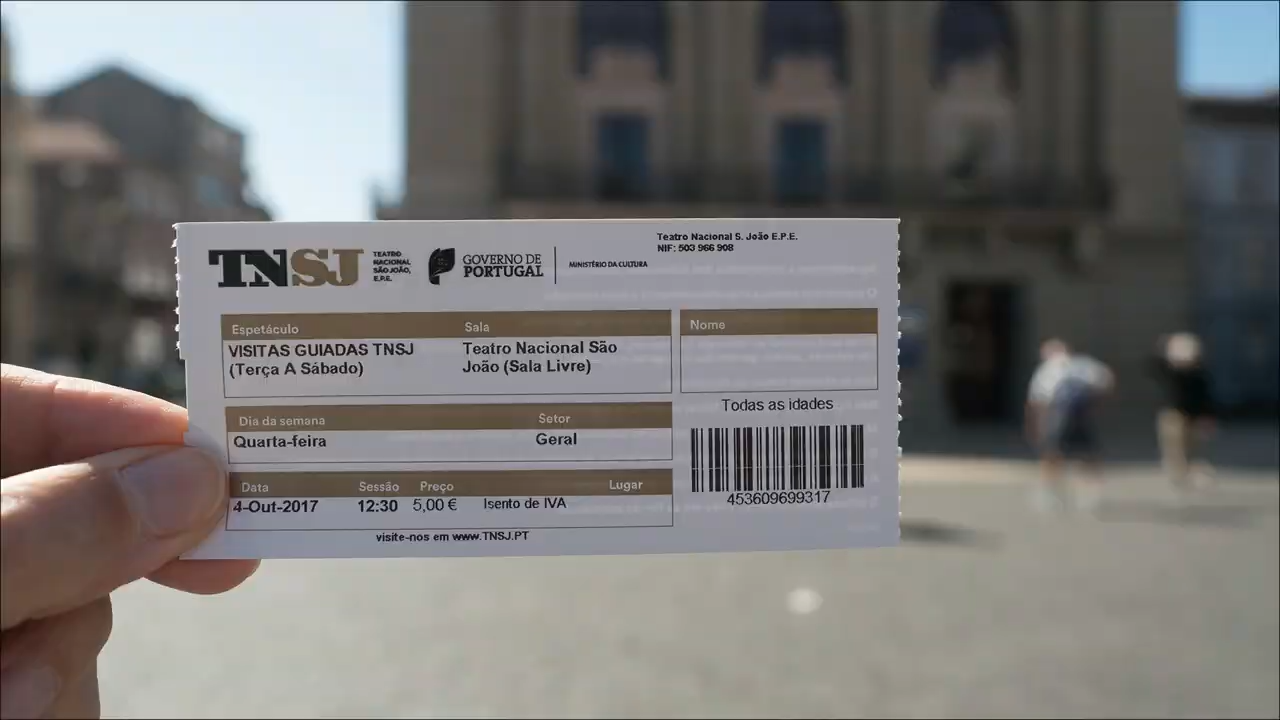 TNSJ
TEATRO
NACIONAL
SÃO JOÃO,
E.P.E.
GOVERNO DE
PORTUGAL
MINISTÉRIO DA CULTURA
Teatro Nacional S. João E.P.E.
NIF: 503 966 908
Espetáculo Sala
VISITAS GUIADAS TNSJ Teatro Nacional São
(Terça A Sábado) João (Sala Livre)
Nome
Dia da semana Setor
Quarta-feira Geral
Data Sessão Preço Lugar
4-Out-2017 12:30 5,00 € Isento de IVA
visite-nos em www.TNSJ.PT
Todas as idades
453609699317